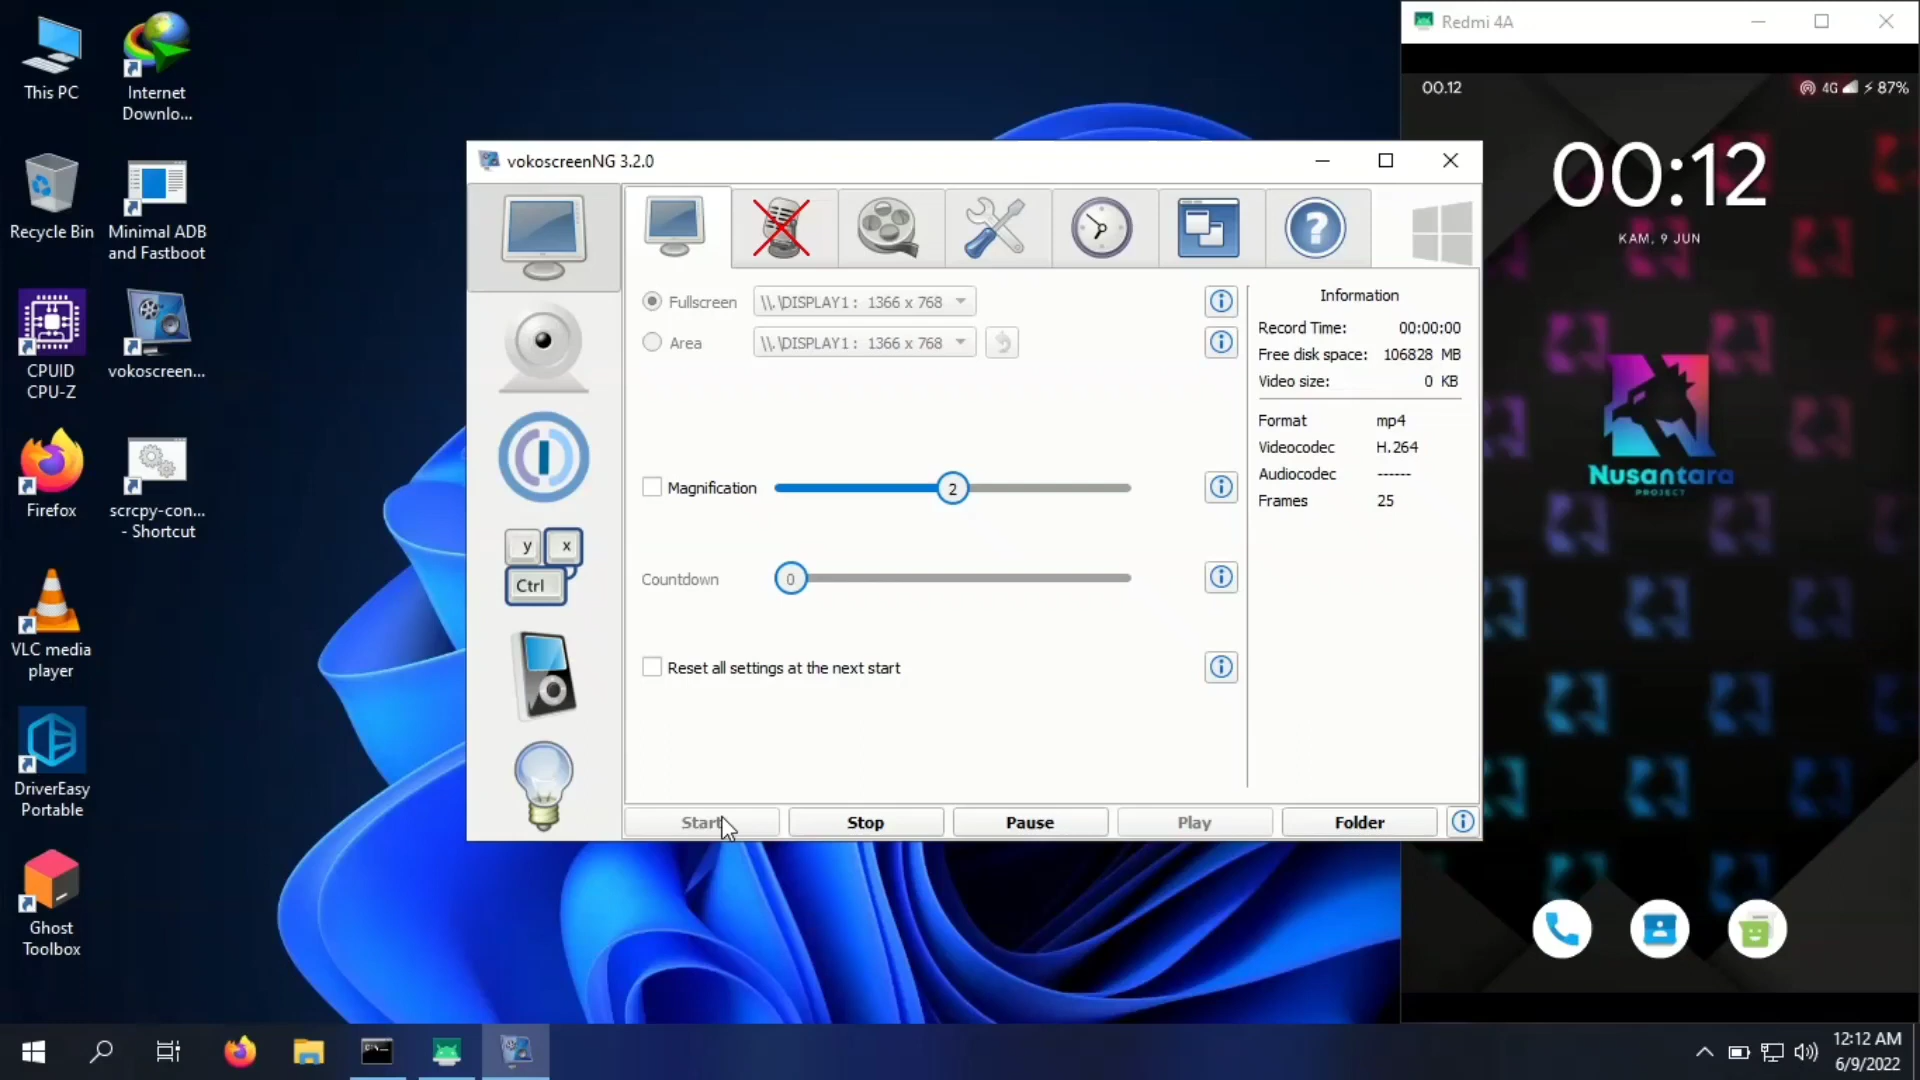 This PC
Internet
Downlo...
Recycle Bin
Minimal ADB
and Fastboot
CPUID
CPU-Z
vokoscreen...
Firefox
scrcpy-con...
- Shortcut
VLC media
player
DriverEasy
Portable
Ghost
Toolbox
vokoscreenNG 3.2.0
y x
Ctrl
Fullscreen \\.\DISPLAY1 : 1366 x 768
Area \\.\DISPLAY1 : 1366 x 768
Magnification 2
Countdown 0
Reset all settings at the next start
Information
Record Time: 00:00:00
Free disk space: 106828 MB
Video size: 0 KB
Format mp4
Videocodec H.264
Audiocodec ------
Frames 25
Start Stop Pause Play Folder
Redmi 4A
00.12 4G 87%
00:12
KAM, 9 JUN
Nusantara
PROJECT
12:12 AM
6/9/2022